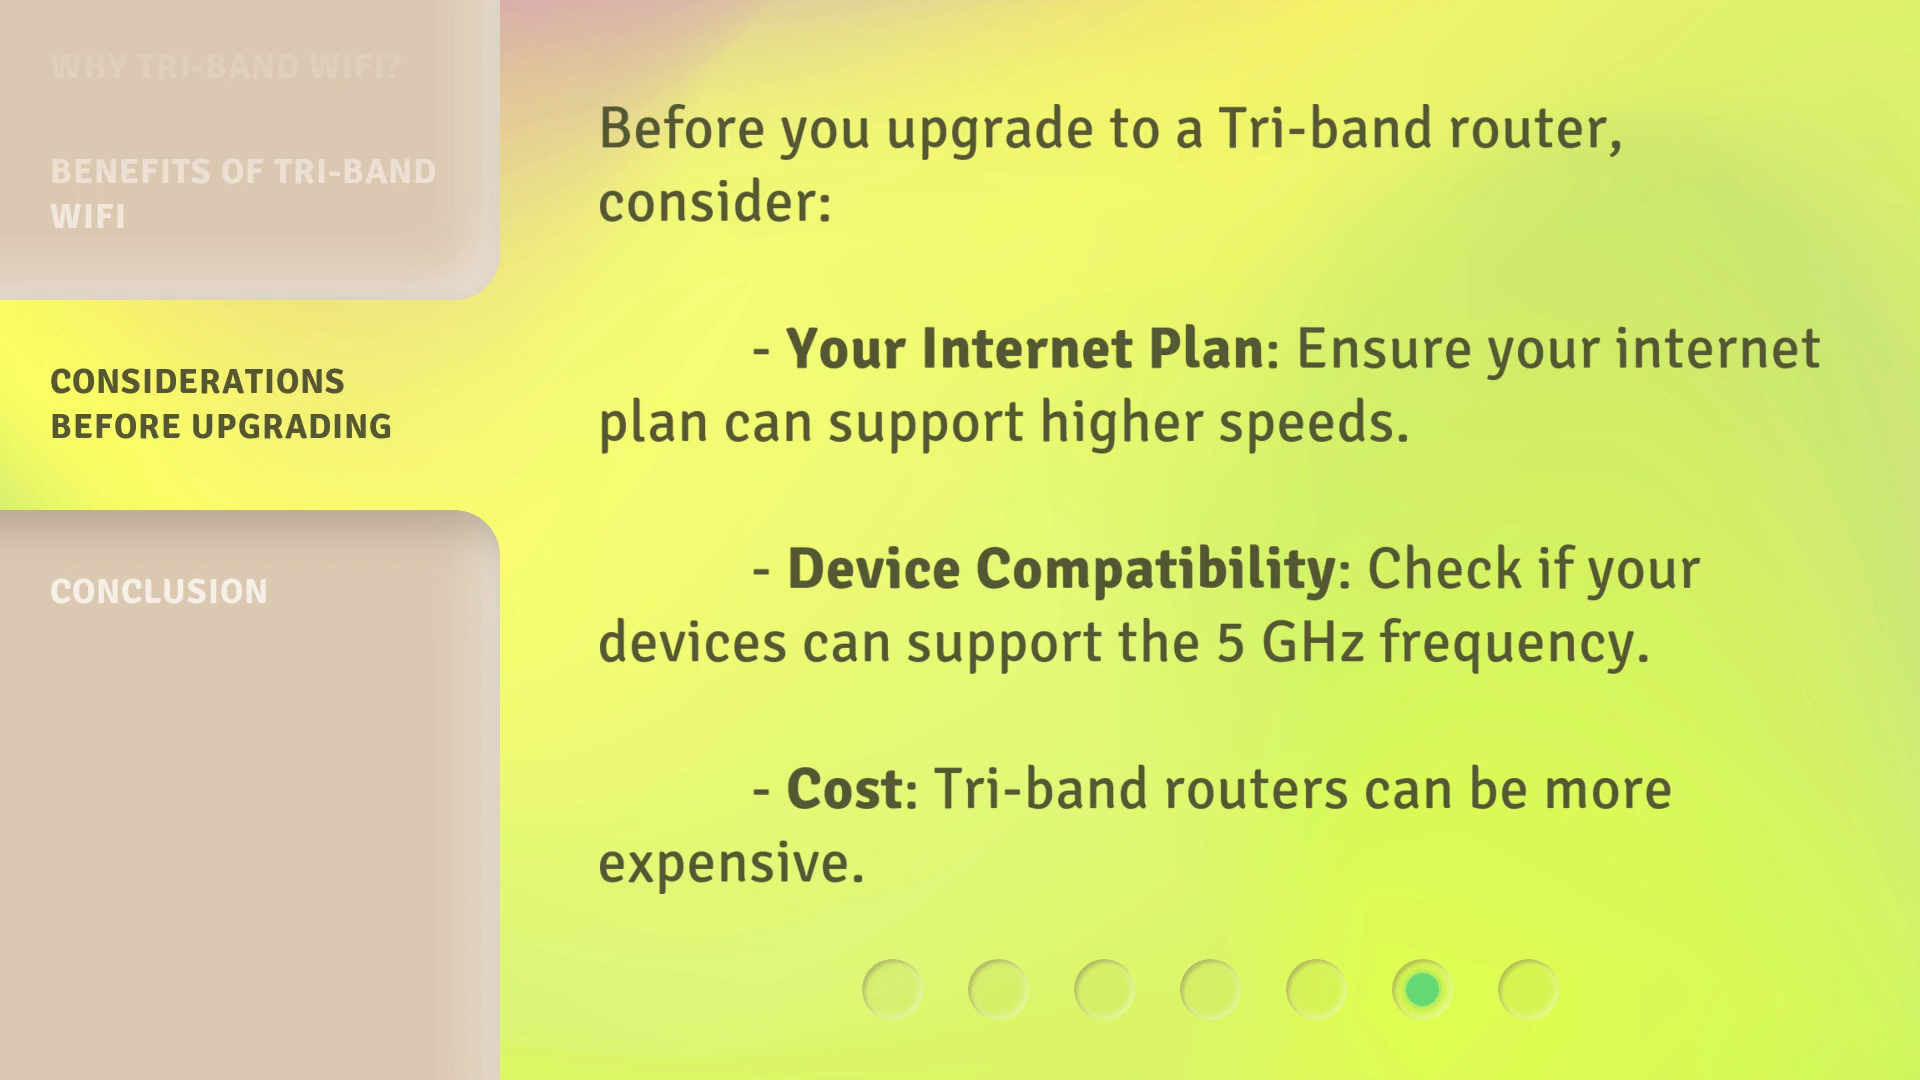 WHY TRI-BAND WIFI?
BENEFITS OF TRI-BAND
WIFI
CONSIDERATIONS
BEFORE UPGRADING
CONCLUSION
Before you upgrade to a Tri-band router,
consider:
- Your Internet Plan: Ensure your internet
plan can support higher speeds.
- Device Compatibility: Check if your
devices can support the 5 GHz frequency.
- Cost: Tri-band routers can be more
expensive.